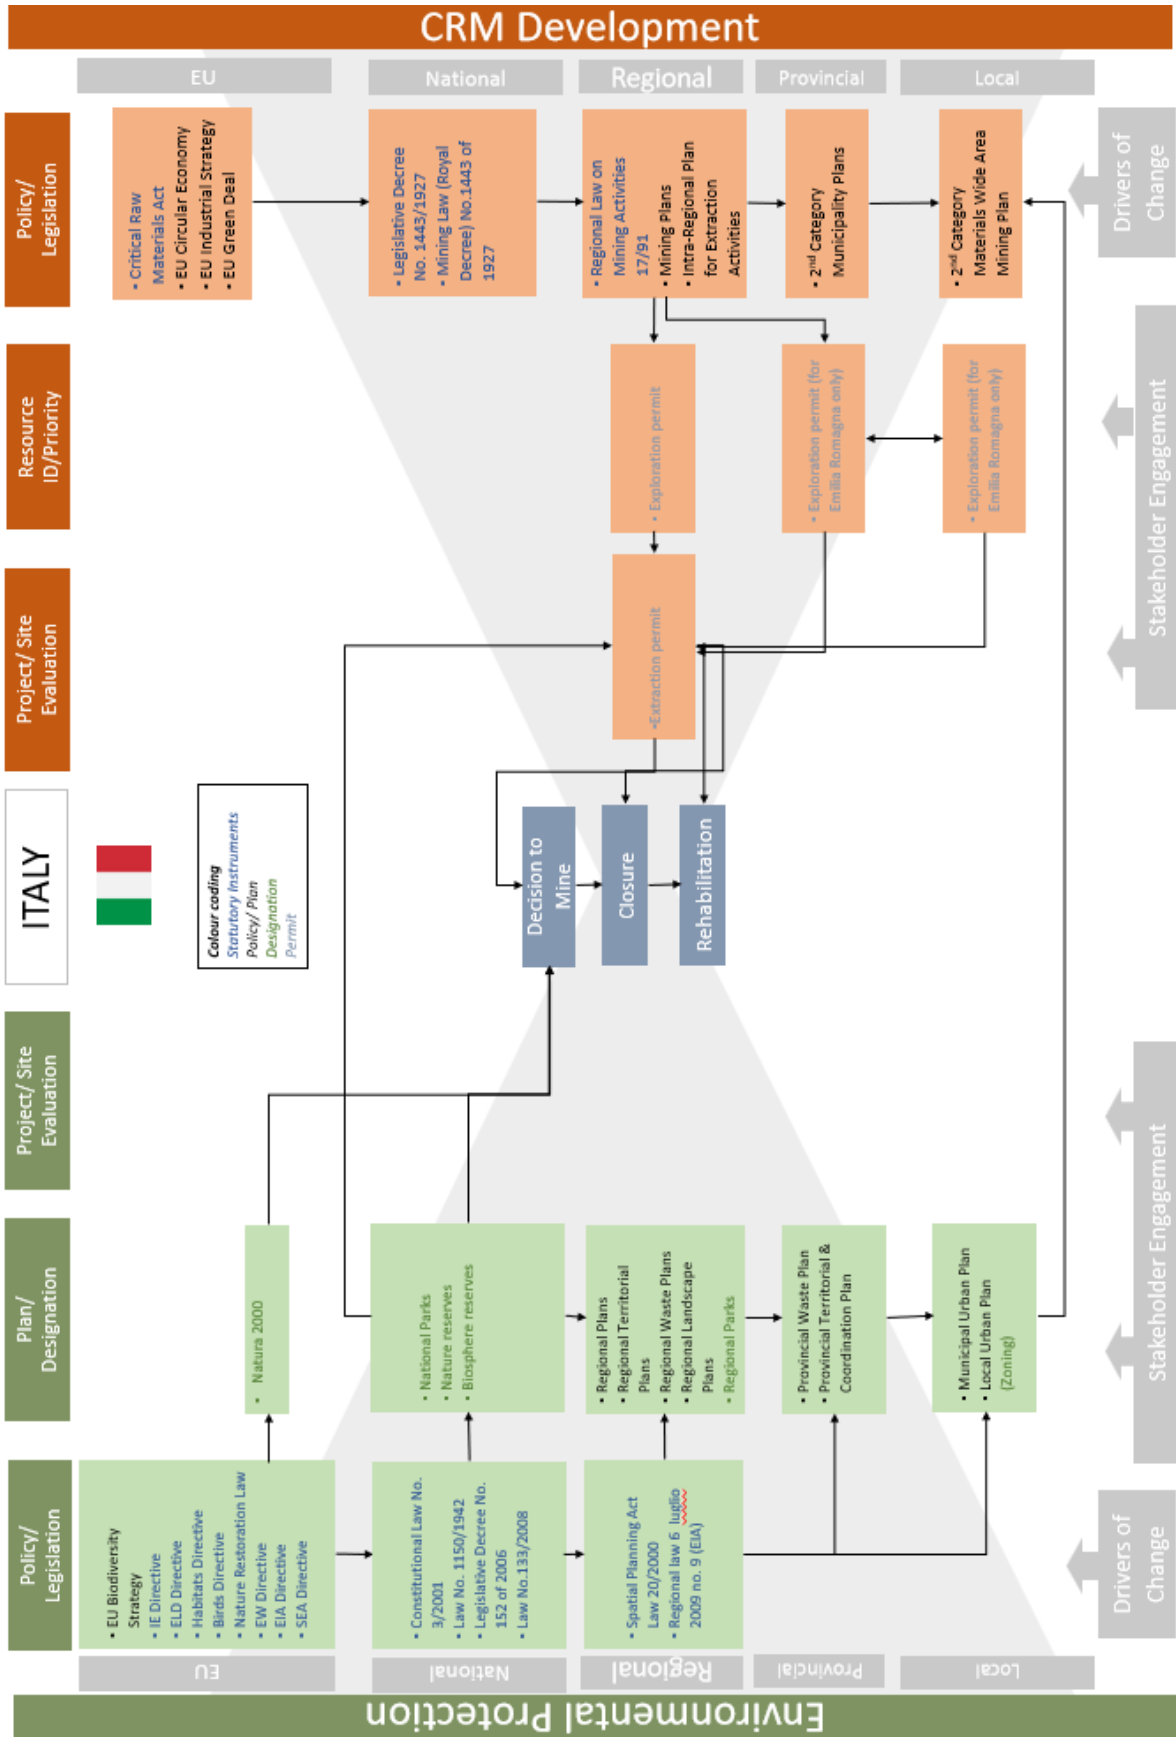 CRM Development
EU
National
Regional
Provincial
Local
Policy/
Legislation
• Critical Raw
Materials Act
• EU Circular Economy
• EU Industrial Strategy
• EU Green Deal
• Legislative Decree
No. 1443/1927
• Mining Law (Royal
Decree) No.1443 of
1927
• Regional Law on
Mining Activities
17/91
• Mining Plans
• Intra-Regional Plan
for Extraction
Activities
• 2nd Category
Municipality Plans
• 2nd Category
Materials Wide Area
Mining Plan
Drivers of
Change
Resource
ID/Priority
• Exploration permit
• Exploration permit (for
Emilia Romagna only)
• Exploration permit (for
Emilia Romagna only)
Stakeholder Engagement
Project/ Site
Evaluation
•Extraction permit
ITALY
Colour coding
Statutory Instruments
Policy/ Plan
Designation
Permit
Decision to
Mine
Closure
Rehabilitation
Project/ Site
Evaluation
Plan/
Designation
• Natura 2000
• National Parks
• Nature reserves
• Biosphere reserves
• Regional Plans
• Regional Territorial
Plans
• Regional Waste Plans
• Regional Landscape
Plans
• Regional Parks
• Provincial Waste Plan
• Provincial Territorial &
Coordination Plan
• Municipal Urban Plan
• Local Urban Plan
(Zoning)
Stakeholder Engagement
Policy/
Legislation
• EU Biodiversity
Strategy
• IE Directive
• ELD Directive
• Habitats Directive
• Birds Directive
• Nature Restoration Law
• EW Directive
• EIA Directive
• SEA Directive
• Constitutional Law No.
3/2001
• Law No. 1150/1942
• Legislative Decree No.
152 of 2006
• Law No.133/2008
• Spatial Planning Act
Law 20/2000
• Regional law 6 luglio
2009 no. 9 (EIA)
Drivers of
Change
EU
National
Regional
Provincial
Local
Environmental Protection